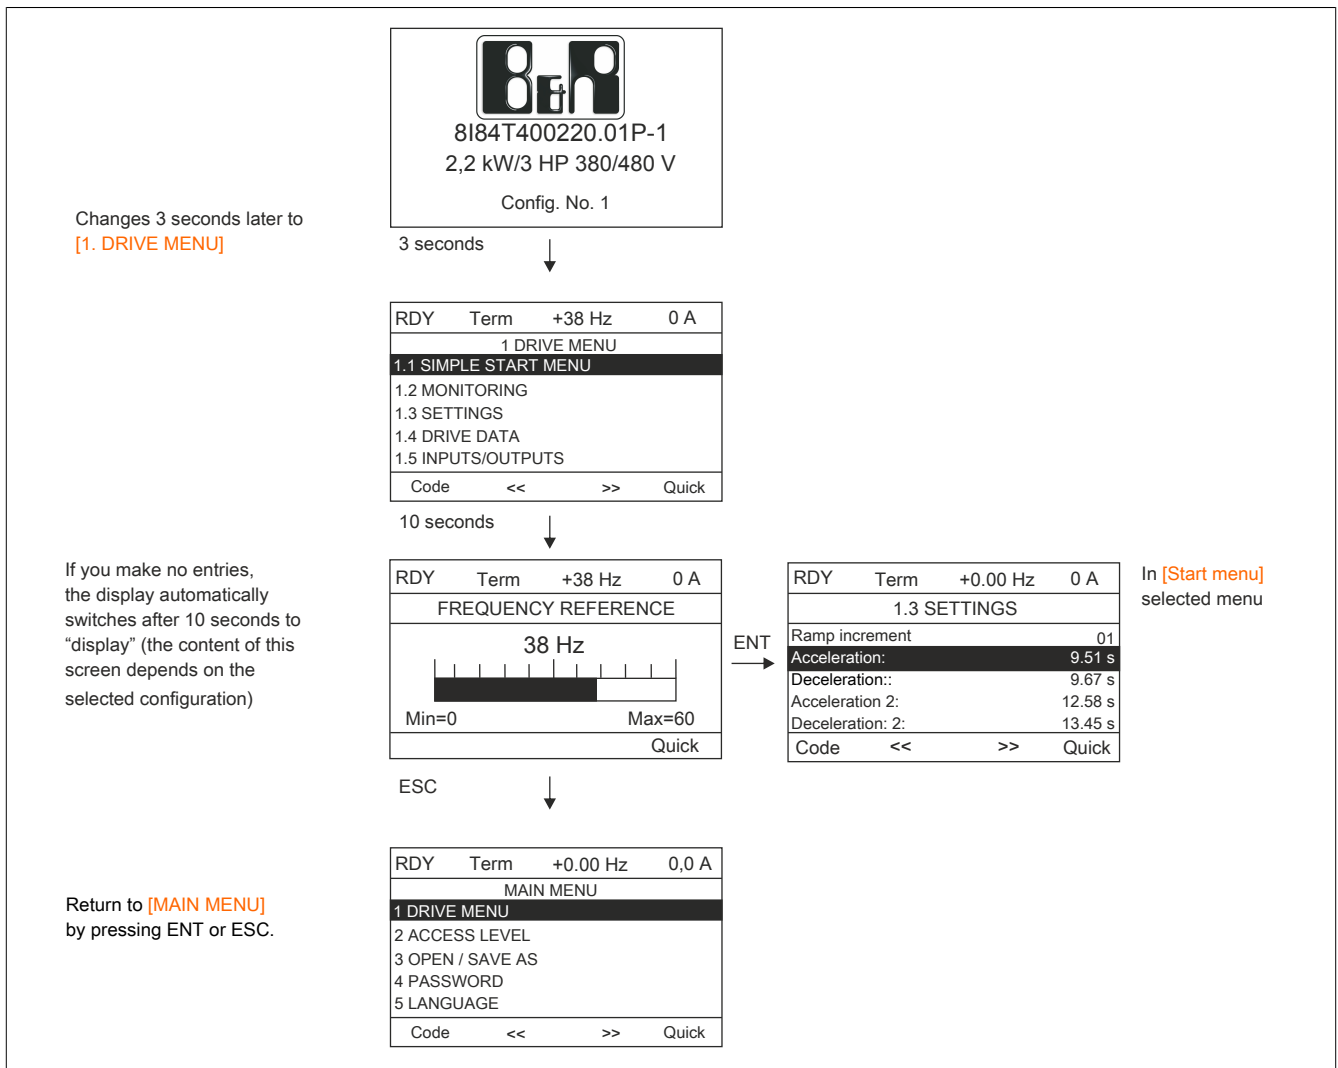 B&R
8I84T400220.01P-1
2,2 kW/3 HP 380/480 V
Config. No. 1
Changes 3 seconds later to
[1. DRIVE MENU]
3 seconds
RDY Term +38 Hz 0 A
1 DRIVE MENU
1.1 SIMPLE START MENU
1.2 MONITORING
1.3 SETTINGS
1.4 DRIVE DATA
1.5 INPUTS/OUTPUTS
Code << >> Quick
10 seconds
If you make no entries,
the display automatically
switches after 10 seconds to
“display” (the content of this
screen depends on the
selected configuration)
RDY Term +38 Hz 0 A
FREQUENCY REFERENCE
38 Hz
Min=0 Max=60
Quick
ENT
RDY Term +0.00 Hz 0 A
1.3 SETTINGS
Ramp increment 01
Acceleration: 9.51 s
Deceleration:: 9.67 s
Acceleration 2: 12.58 s
Deceleration: 2: 13.45 s
Code << >> Quick
In [Start menu]
selected menu
ESC
Return to [MAIN MENU]
by pressing ENT or ESC.
RDY Term +0.00 Hz 0,0 A
MAIN MENU
1 DRIVE MENU
2 ACCESS LEVEL
3 OPEN / SAVE AS
4 PASSWORD
5 LANGUAGE
Code << >> Quick